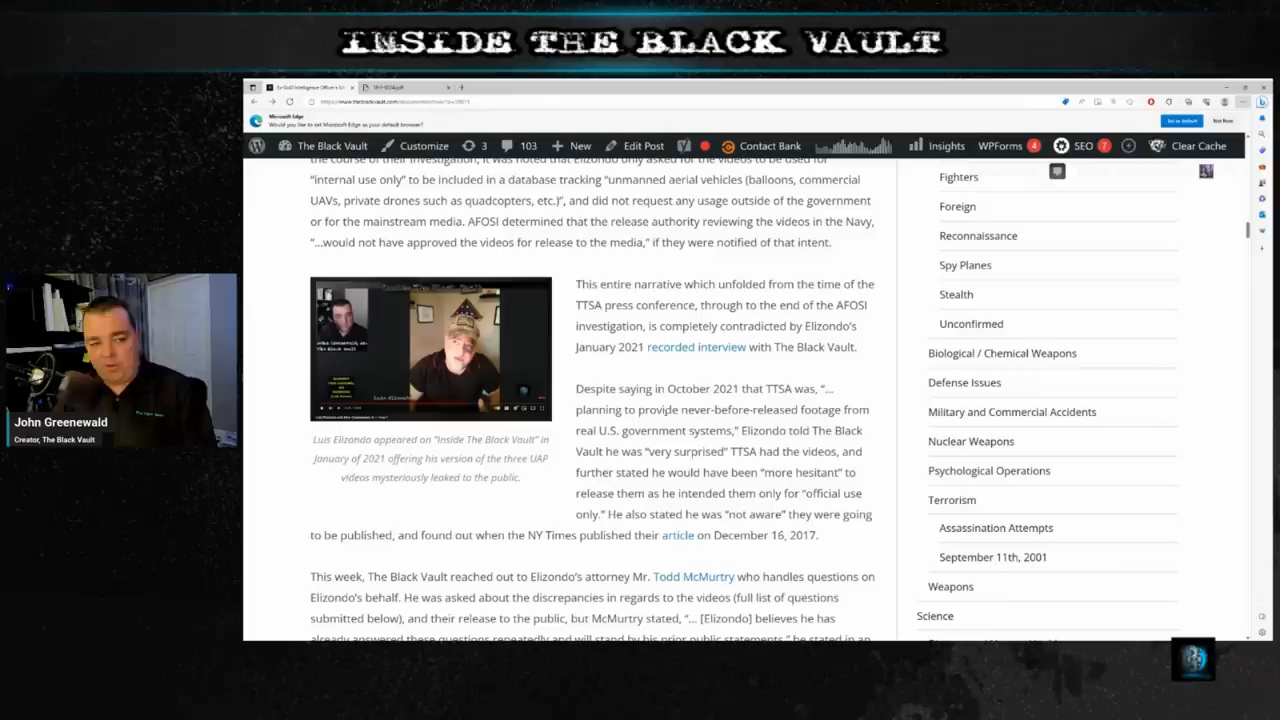 INSIDE THE BLACK VAULT
Microsoft Edge
Would you like to set Microsoft Edge as your default browser?
Set as default
Not Now
The Black Vault
Customize
3
103
New
Edit Post
Contact Bank
Insights
WPForms 4
SEO 7
Clear Cache
the course of their investigation, it was noted that Elizondo only asked for the videos to be used for
“internal use only” to be included in a database tracking “unmanned aerial vehicles (balloons, commercial
UAVs, private drones such as quadcopters, etc.)”, and did not request any usage outside of the government
or for the mainstream media. AFOSI determined that the release authority reviewing the videos in the Navy,
“…would not have approved the videos for release to the media,” if they were notified of that intent.
This entire narrative which unfolded from the time of the
TTSA press conference, through to the end of the AFOSI
investigation, is completely contradicted by Elizondo’s
January 2021 recorded interview with The Black Vault.
Despite saying in October 2021 that TTSA was, “…
planning to provide never-before-released footage from
real U.S. government systems,” Elizondo told The Black
Vault he was “very surprised” TTSA had the videos, and
further stated he would have been “more hesitant” to
release them as he intended them only for “official use
only.” He also stated he was “not aware” they were going
to be published, and found out when the NY Times published their article on December 16, 2017.
Luis Elizondo appeared on “Inside The Black Vault” in
January of 2021 offering his version of the three UAP
videos mysteriously leaked to the public.
This week, The Black Vault reached out to Elizondo’s attorney Mr. Todd McMurtry who handles questions on
Elizondo’s behalf. He was asked about the discrepancies in regards to the videos (full list of questions
submitted below), and their release to the public, but McMurtry stated, “… [Elizondo] believes he has
already answered these questions repeatedly and will stand by his prior public statements,” he stated in an
Fighters
Foreign
Reconnaissance
Spy Planes
Stealth
Unconfirmed
Biological / Chemical Weapons
Defense Issues
Military and Commercial Accidents
Nuclear Weapons
Psychological Operations
Terrorism
Assassination Attempts
September 11th, 2001
Weapons
Science
John Greenewald
Creator, The Black Vault